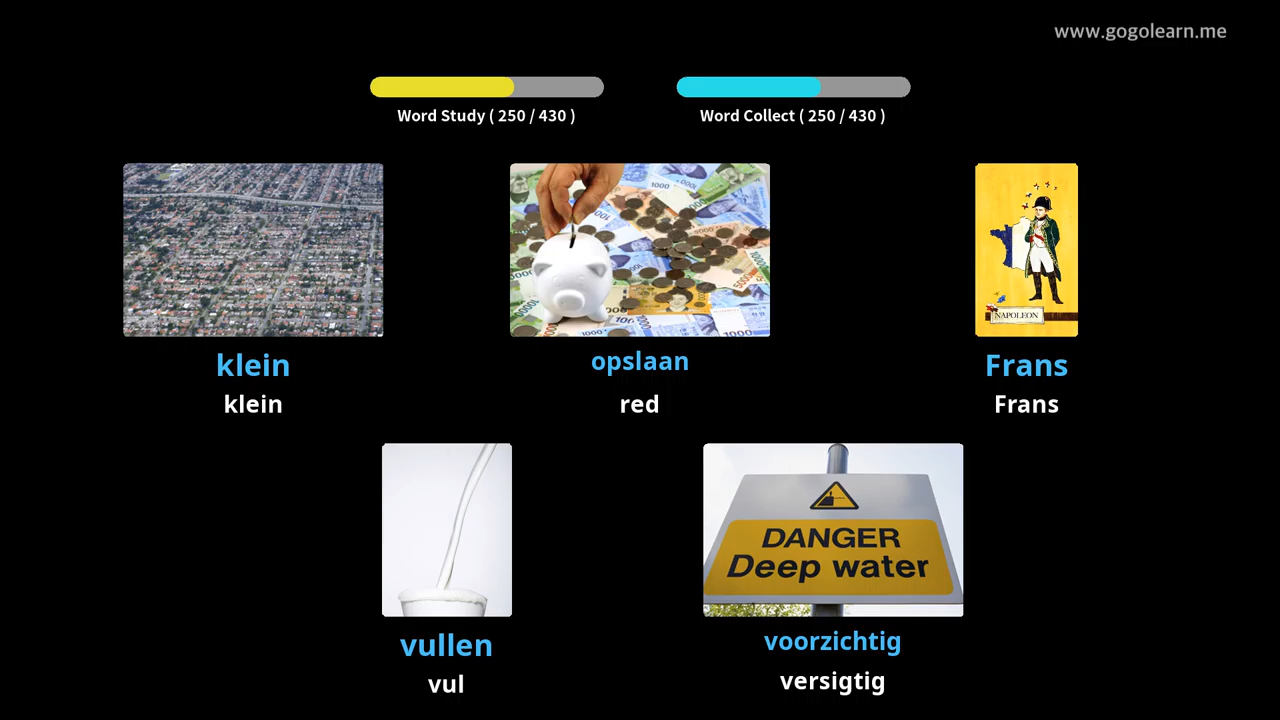 www.gogolearn.me
Word Study ( 250 / 430 )
Word Collect ( 250 / 430 )
NAPOLEON
klein
klein
opslaan
red
Frans
Frans
DANGER
Deep water
vullen
vul
voorzichtig
versigtig